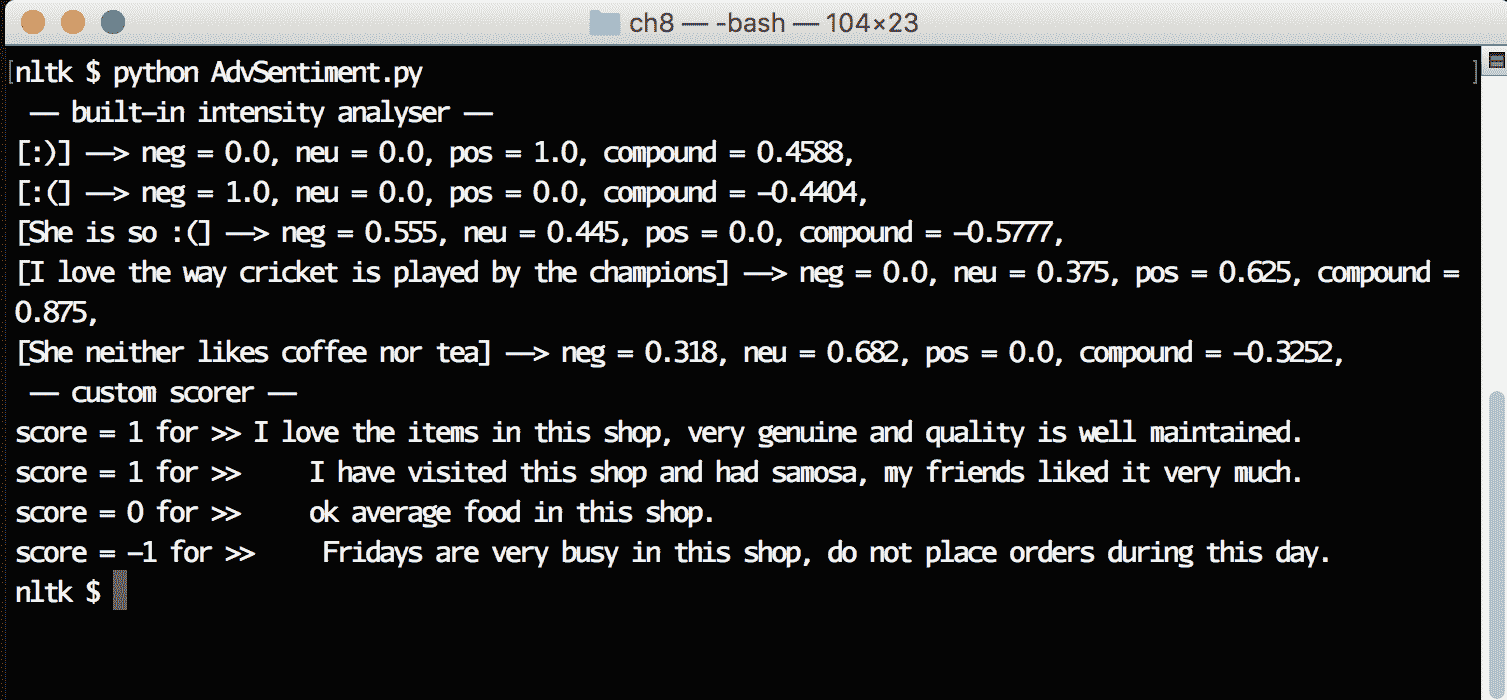 ch8 — -bash — 104×23
[nltk $ python AdvSentiment.py ]
 -- built-in intensity analyser --
[:)] --> neg = 0.0, neu = 0.0, pos = 1.0, compound = 0.4588,
[:(] --> neg = 1.0, neu = 0.0, pos = 0.0, compound = -0.4404,
[She is so :(] --> neg = 0.555, neu = 0.445, pos = 0.0, compound = -0.5777,
[I love the way cricket is played by the champions] --> neg = 0.0, neu = 0.375, pos = 0.625, compound =
0.875,
[She neither likes coffee nor tea] --> neg = 0.318, neu = 0.682, pos = 0.0, compound = -0.3252,
 -- custom scorer --
score = 1 for >> I love the items in this shop, very genuine and quality is well maintained.
score = 1 for >>     I have visited this shop and had samosa, my friends liked it very much.
score = 0 for >>     ok average food in this shop.
score = -1 for >>     Fridays are very busy in this shop, do not place orders during this day.
nltk $